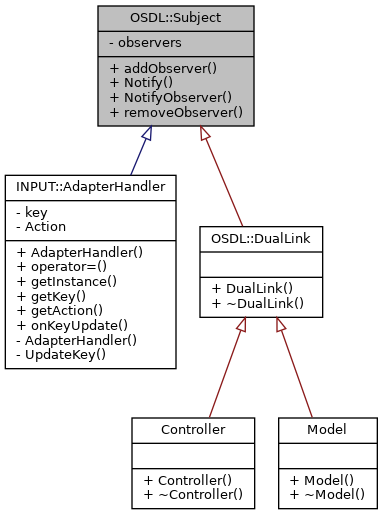 OSDL::Subject
- observers
+ addObserver()
+ Notify()
+ NotifyObserver()
+ removeObserver()
INPUT::AdapterHandler
- key
- Action
+ AdapterHandler()
+ operator=()
+ getInstance()
+ getKey()
+ getAction()
+ onKeyUpdate()
- AdapterHandler()
- UpdateKey()
OSDL::DualLink
+ DualLink()
+ ~DualLink()
Controller
+ Controller()
+ ~Controller()
Model
+ Model()
+ ~Model()